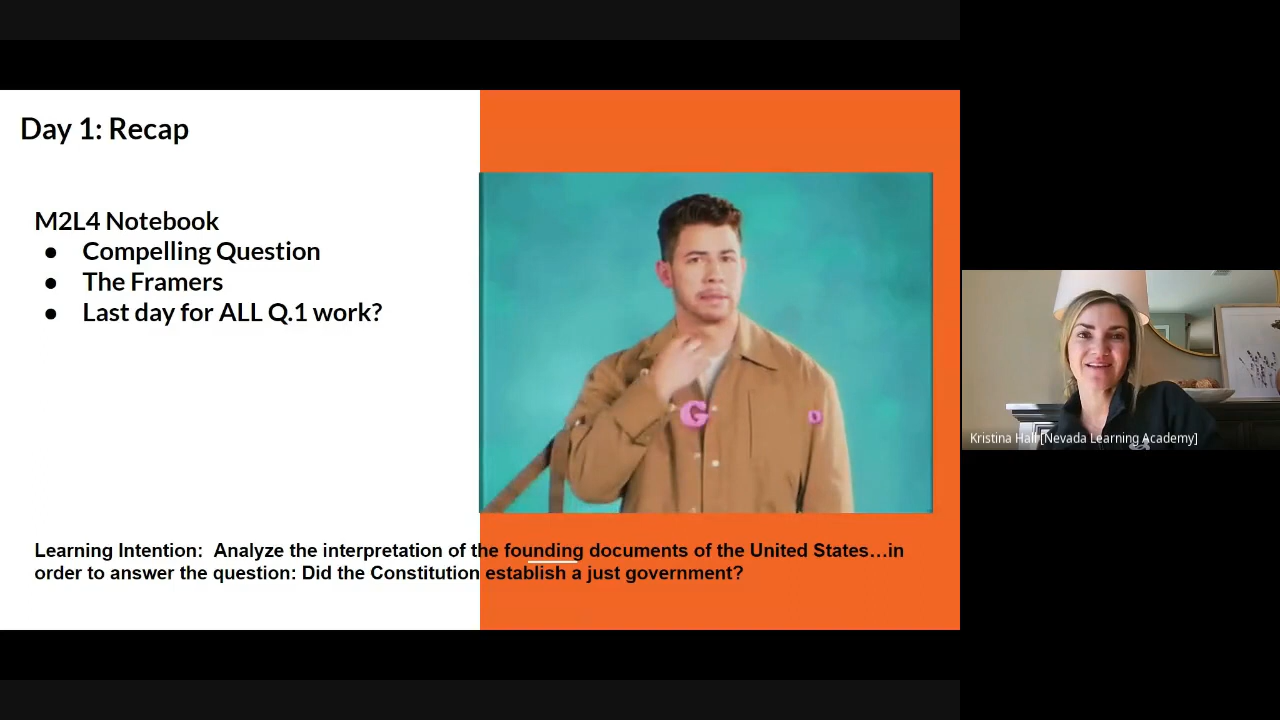 Day 1: Recap
M2L4 Notebook
● Compelling Question
● The Framers
● Last day for ALL Q.1 work?
G o
Learning Intention:  Analyze the interpretation of the founding documents of the United States…in
order to answer the question: Did the Constitution establish a just government?
Kristina Hall [Nevada Learning Academy]